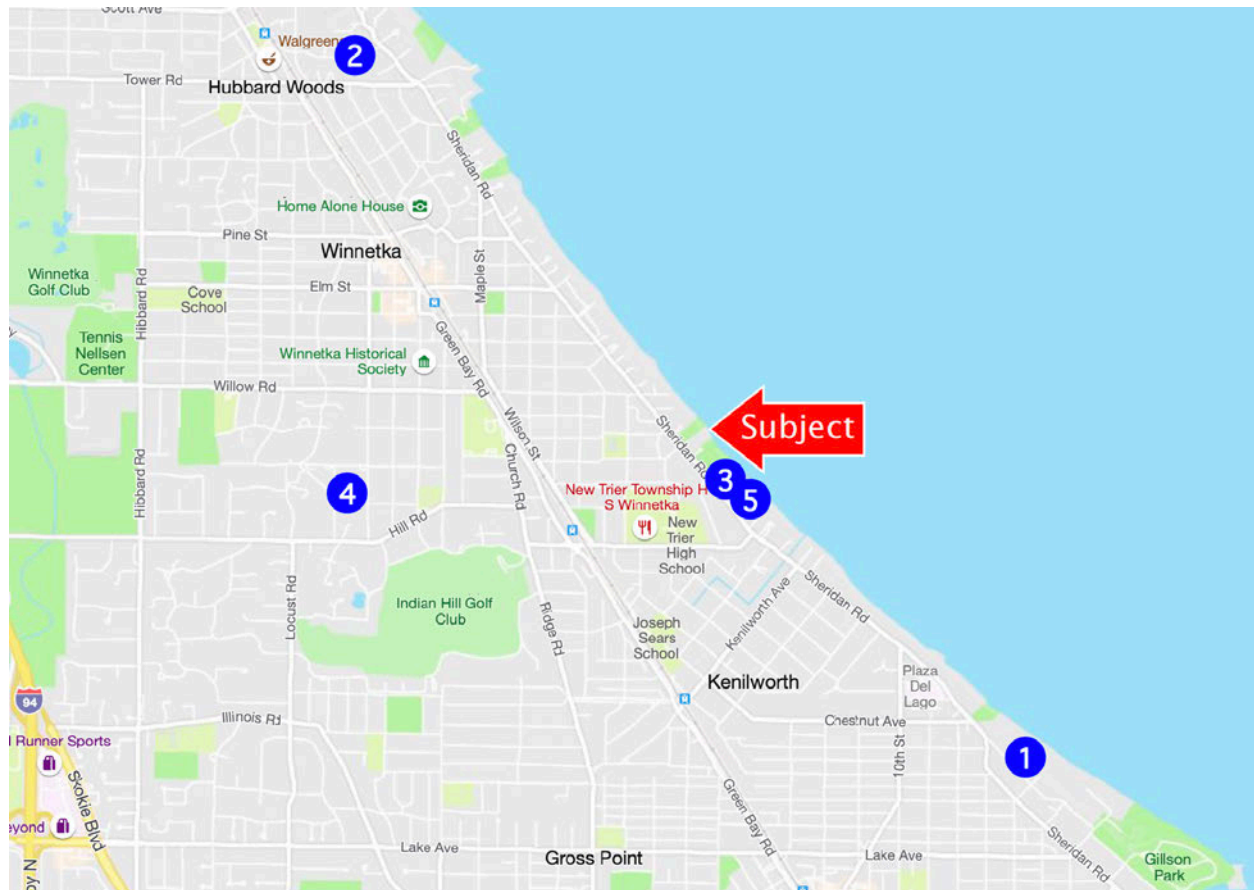 Scott Ave
Walgreens
2
Tower Rd
Hubbard Woods
Sheridan Rd
Home Alone House
Pine St
Winnetka
Winnetka
Golf Club
Hibbard Rd
Cove
School
Elm St
Maple St
Tennis
Nellsen
Center
Green Bay Rd
Winnetka Historical
Society
Willow Rd
Wilson St
Sheridan Rd
Subject
Hibbard Rd
4
Church Rd
3
5
New Trier Township H
S Winnetka
New
Trier
High
School
Hill Rd
Locust Rd
Indian Hill Golf
Club
Ridge Rd
Kenilworth Ave
Sheridan Rd
Joseph
Sears
School
Kenilworth
Plaza
Del
Lago
94
Illinois Rd
Chestnut Ave
l Runner Sports
10th St
1
Skokie Blvd
Green Bay Rd
eyond
Lake Ave
Gross Point
Lake Ave
Sheridan Rd
Gillson
Park
by N